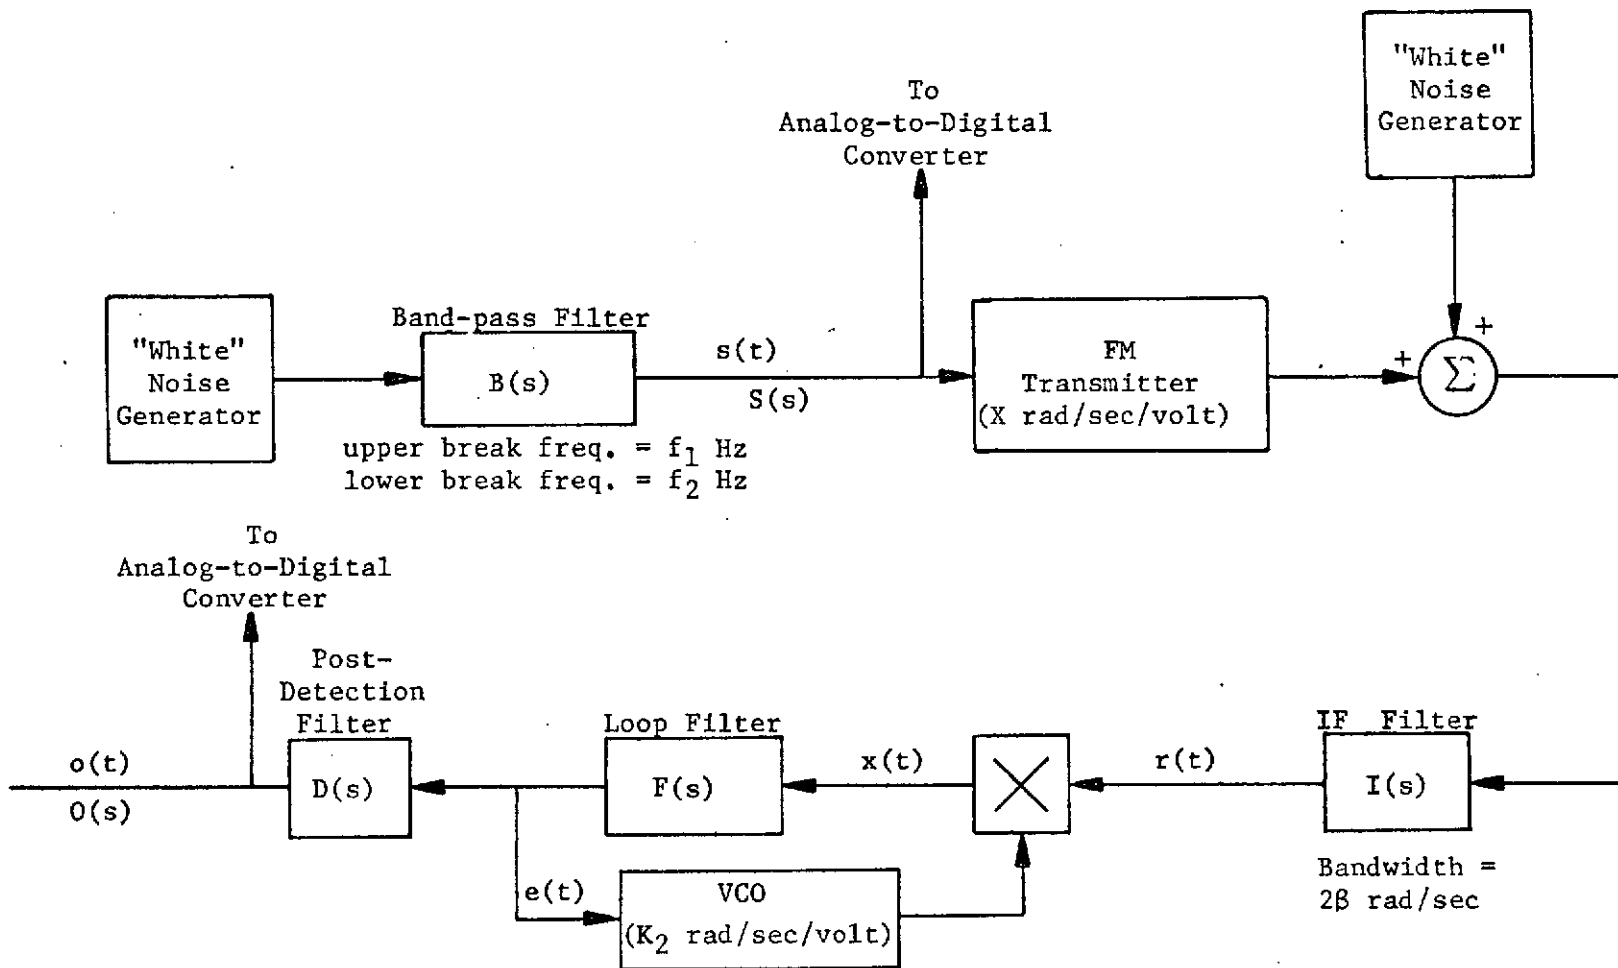 "White"
Noise
Generator
To
Analog-to-Digital
Converter
"White"
Noise
Generator
Band-pass Filter
B(s)
upper break freq. = f₁ Hz
lower break freq. = f₂ Hz
s(t)
S(s)
FM
Transmitter
(X rad/sec/volt)
+
+
Σ
To
Analog-to-Digital
Converter
o(t)
O(s)
Post-
Detection
Filter
D(s)
Loop Filter
F(s)
x(t)
r(t)
IF Filter
I(s)
Bandwidth =
2β rad/sec
e(t)
VCO
(K₂ rad/sec/volt)